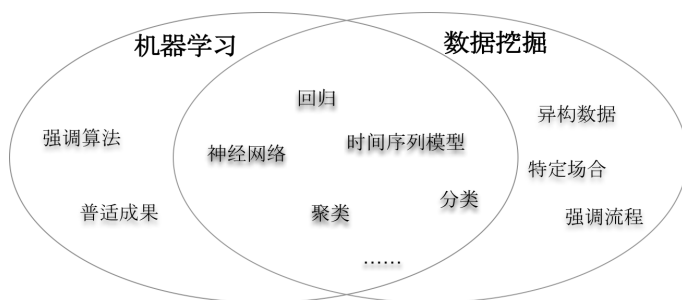 机器学习
数据挖掘
回归
异构数据
强调算法
神经网络
时间序列模型
特定场合
普适成果
聚类
分类
强调流程
……